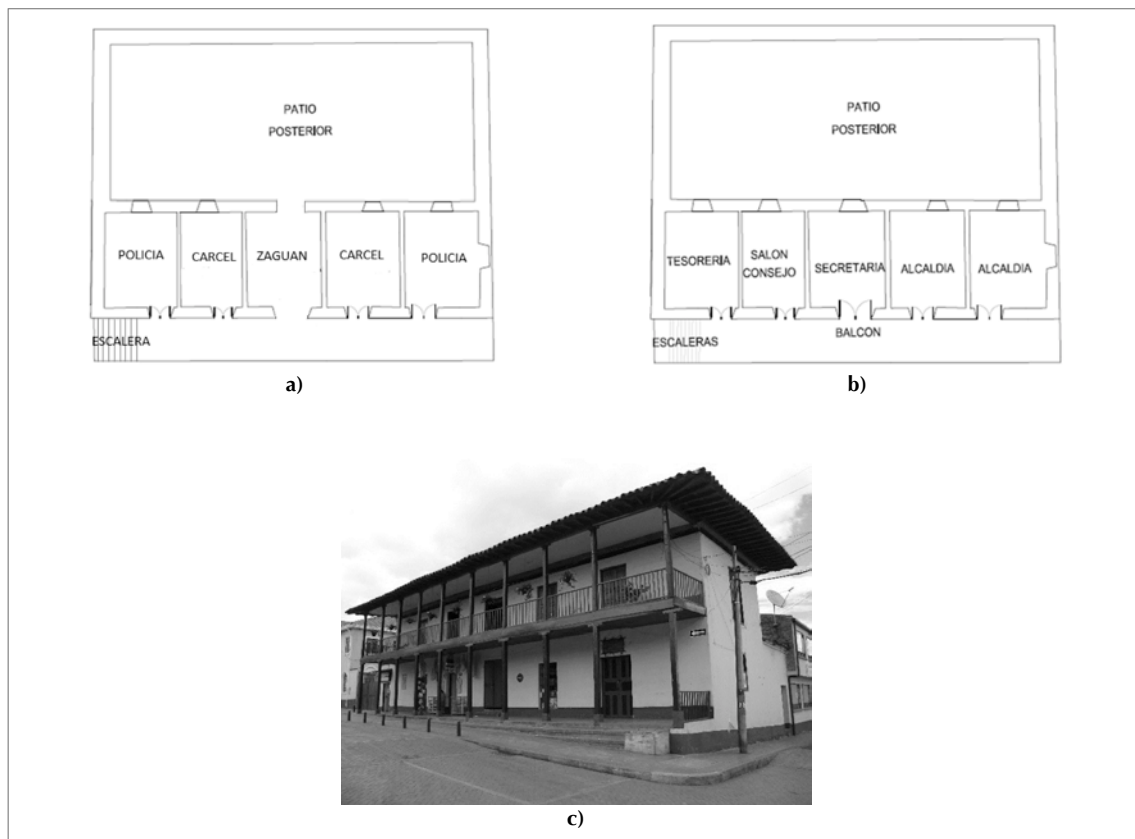 PATIO
POSTERIOR
POLICIA CARCEL ZAGUAN CARCEL POLICIA
ESCALERA
a)
PATIO
POSTERIOR
TESORERIA SALON CONSEJO SECRETARIA ALCALDIA ALCALDIA
ESCALERAS BALCON
b)
c)